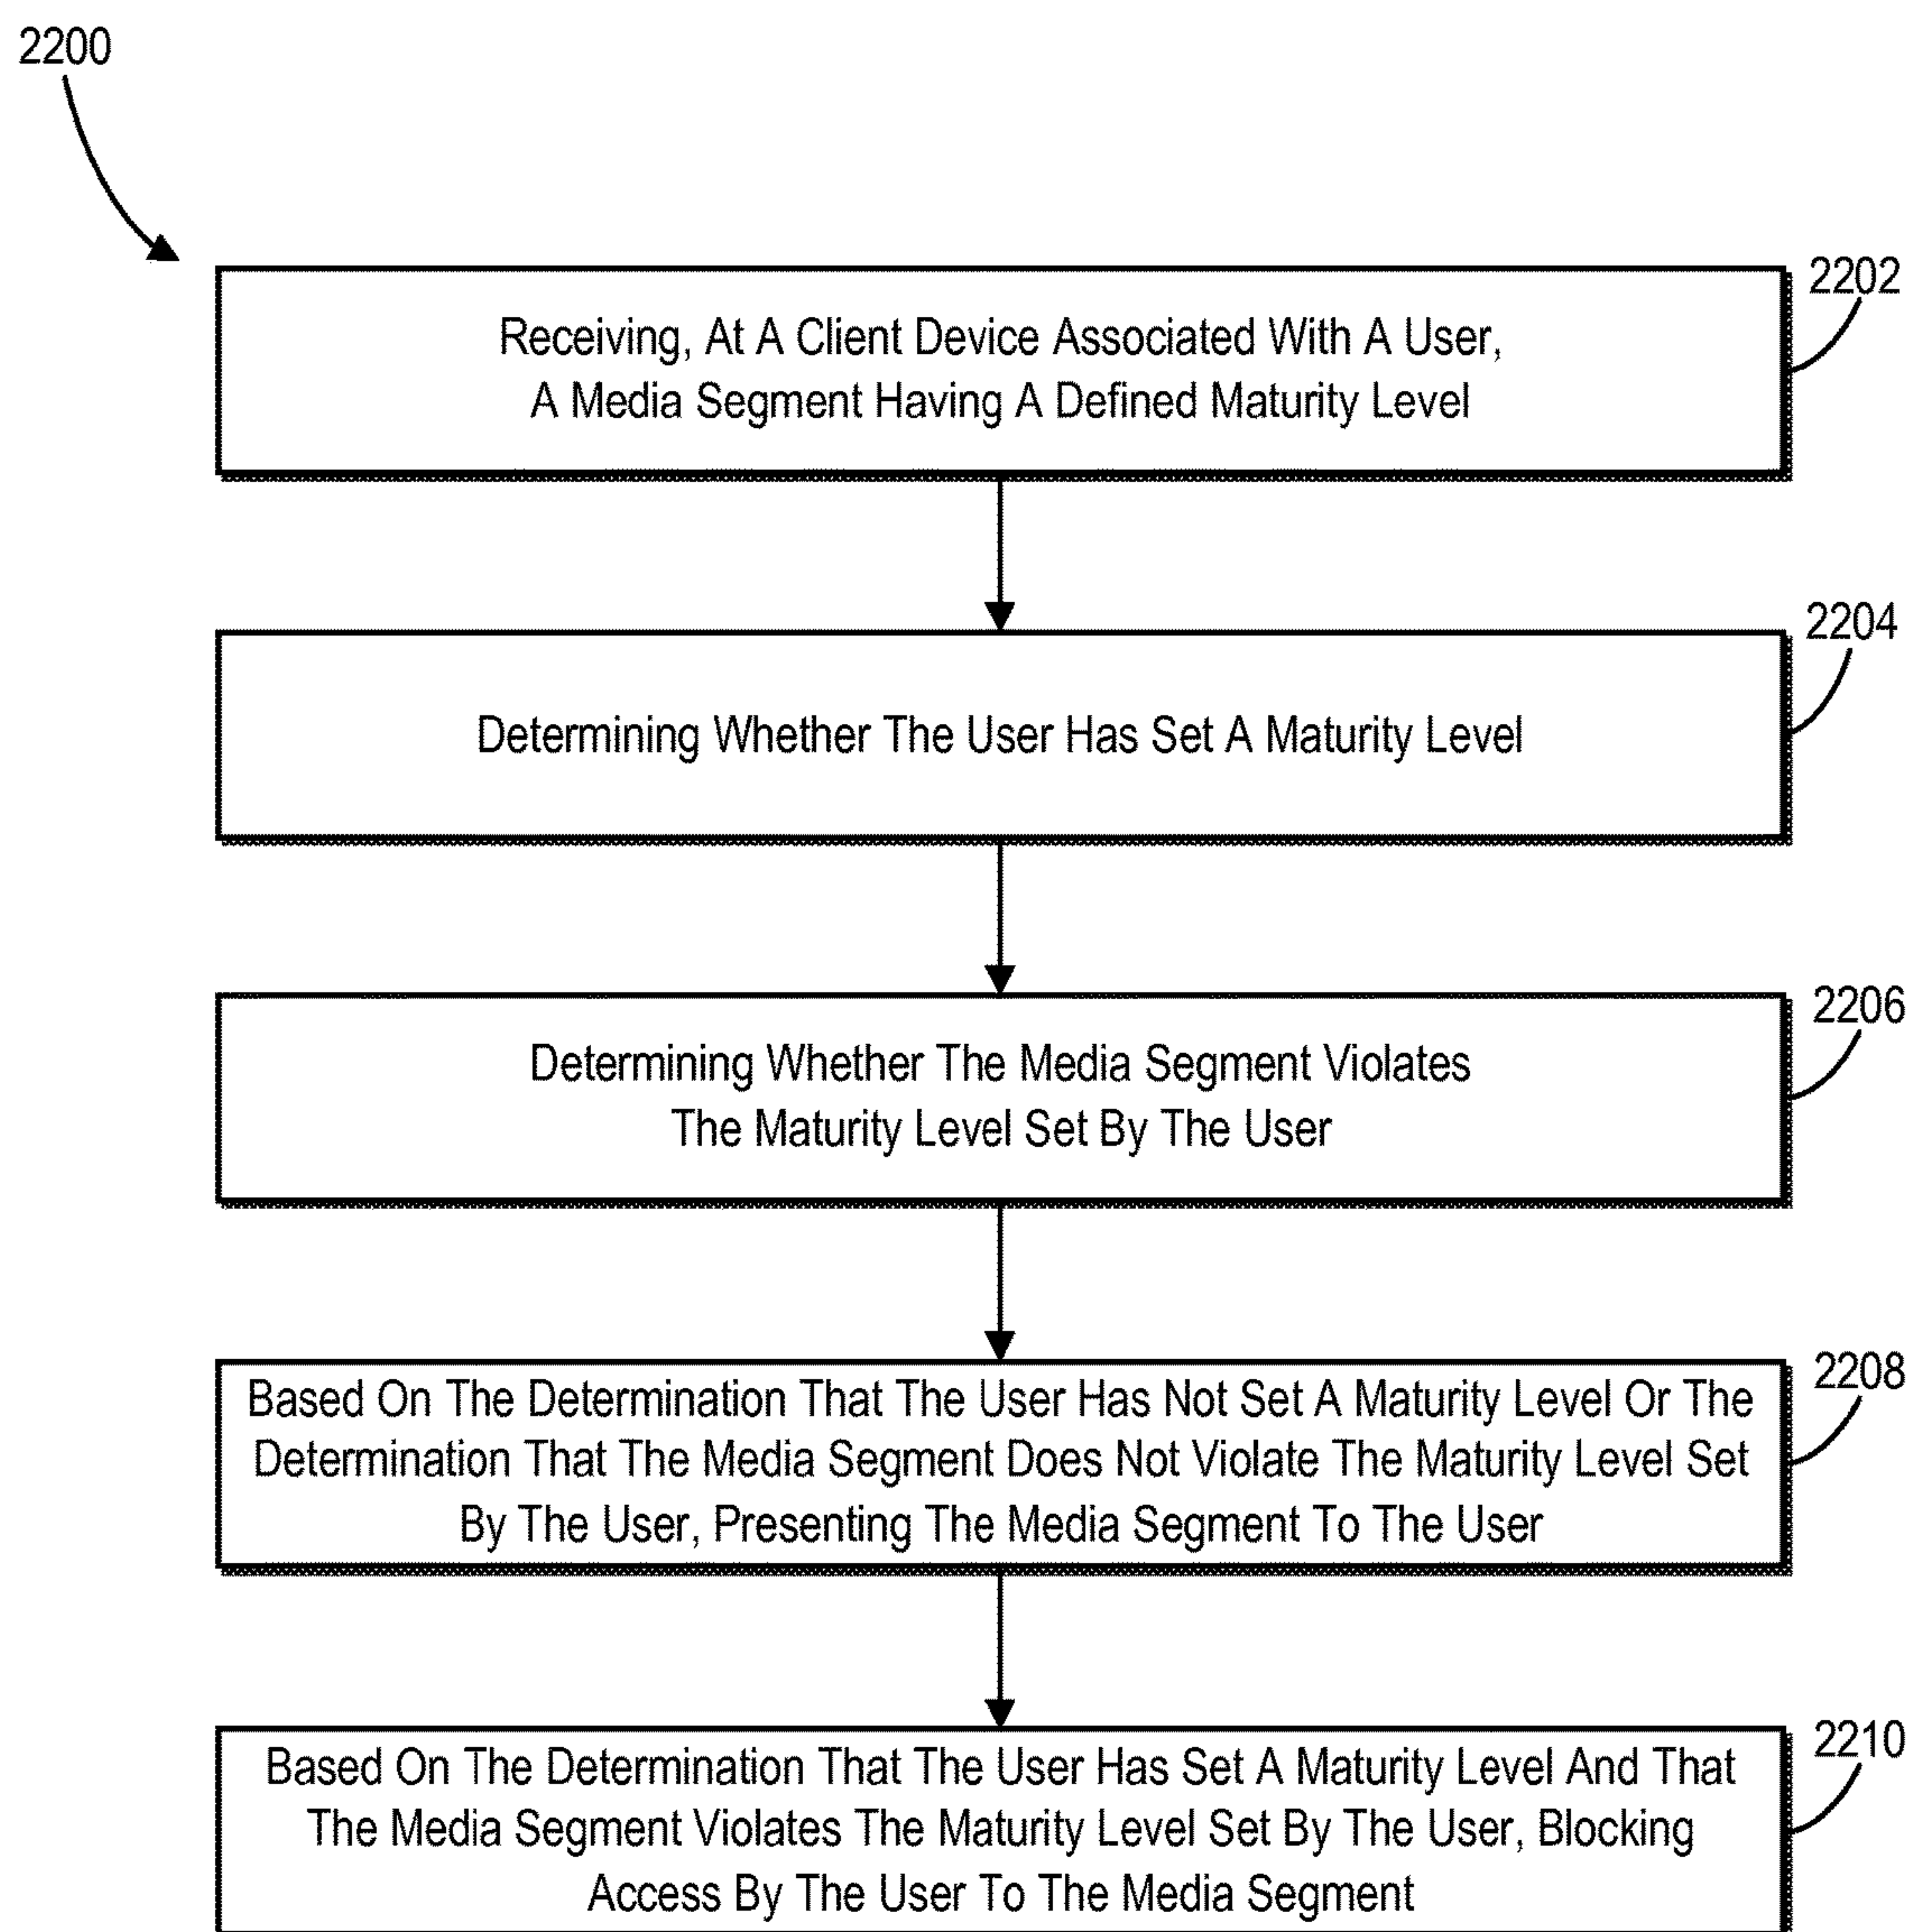 2200
2202
Receiving, At A Client Device Associated With A User,
A Media Segment Having A Defined Maturity Level
2204
Determining Whether The User Has Set A Maturity Level
2206
Determining Whether The Media Segment Violates
The Maturity Level Set By The User
2208
Based On The Determination That The User Has Not Set A Maturity Level Or The
Determination That The Media Segment Does Not Violate The Maturity Level Set
By The User, Presenting The Media Segment To The User
2210
Based On The Determination That The User Has Set A Maturity Level And That
The Media Segment Violates The Maturity Level Set By The User, Blocking
Access By The User To The Media Segment